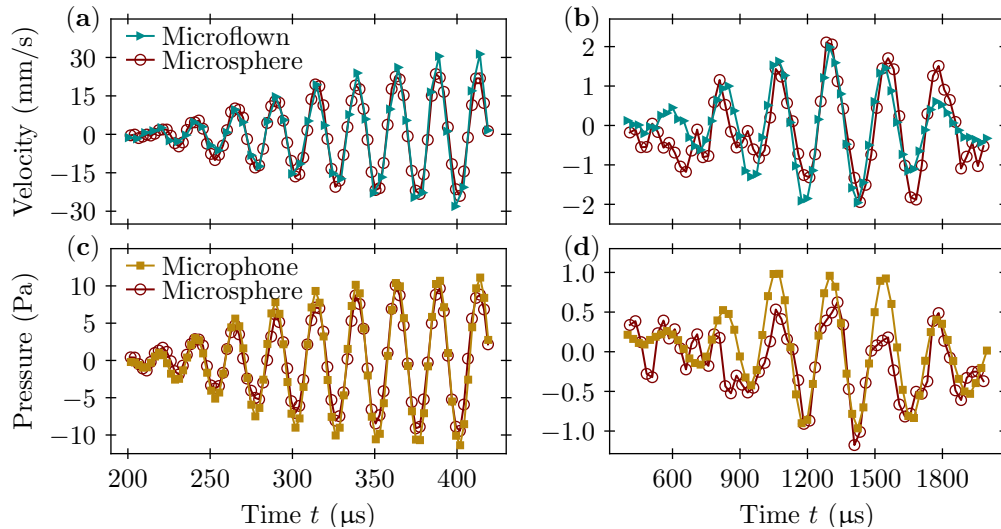 (a)
Microflown
Microsphere
Velocity (mm/s)
30
15
0
−15
−30
(b)
2
1
0
−1
−2
(c)
Microphone
Microsphere
Pressure (Pa)
10
5
0
−5
−10
200 250 300 350 400
Time t (μs)
(d)
1.0
0.5
0.0
−0.5
−1.0
600 900 1200 1500 1800
Time t (μs)